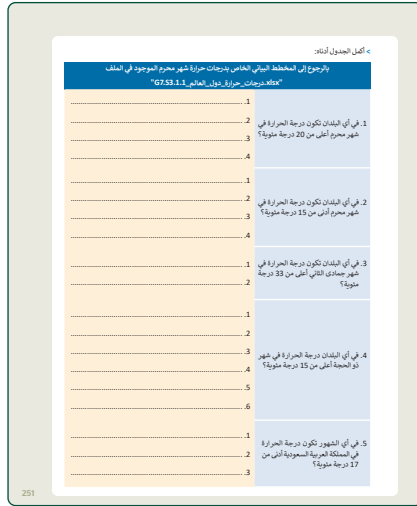 > أكمل الجدول أدناه:
بالرجوع إلى المخطط البياني الخاص بدرجات حرارة شهر محرم الموجود في الملف
"G7.S3.1.1_درجات_حرارة_دول_العالم.xlsx"
1. في أي البلدان تكون درجة الحرارة في
شهر محرم أعلى من 20 درجة مئوية؟
1.
2.
3.
4.
2. في أي البلدان تكون درجة الحرارة في
شهر محرم أدنى من 15 درجة مئوية؟
1.
2.
3.
4.
3. في أي البلدان تكون درجة الحرارة في
شهر جمادى الثاني أعلى من 33 درجة
مئوية؟
1.
2.
4. في أي البلدان درجة الحرارة في شهر
ذو الحجة أعلى من 15 درجة مئوية؟
1.
2.
3.
4.
5.
6.
5. في أي الشهور تكون درجة الحرارة
في المملكة العربية السعودية أدنى من
17 درجة مئوية؟
1.
2.
3.
251